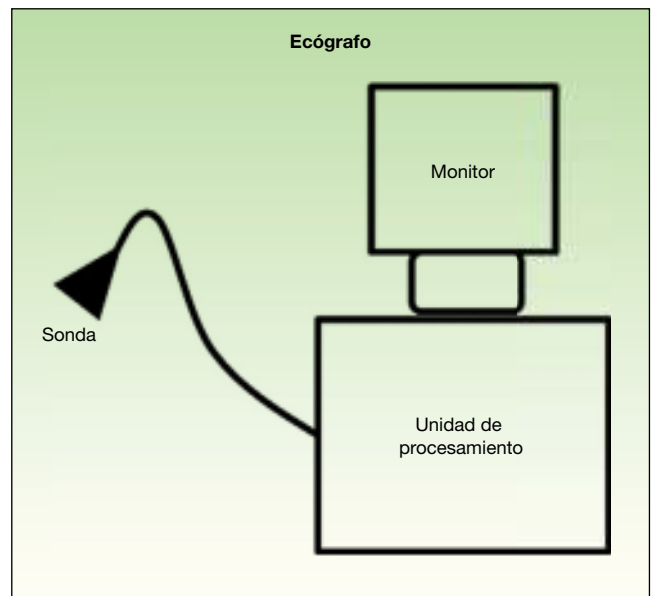 Ecógrafo
Monitor
Sonda
Unidad de
procesamiento